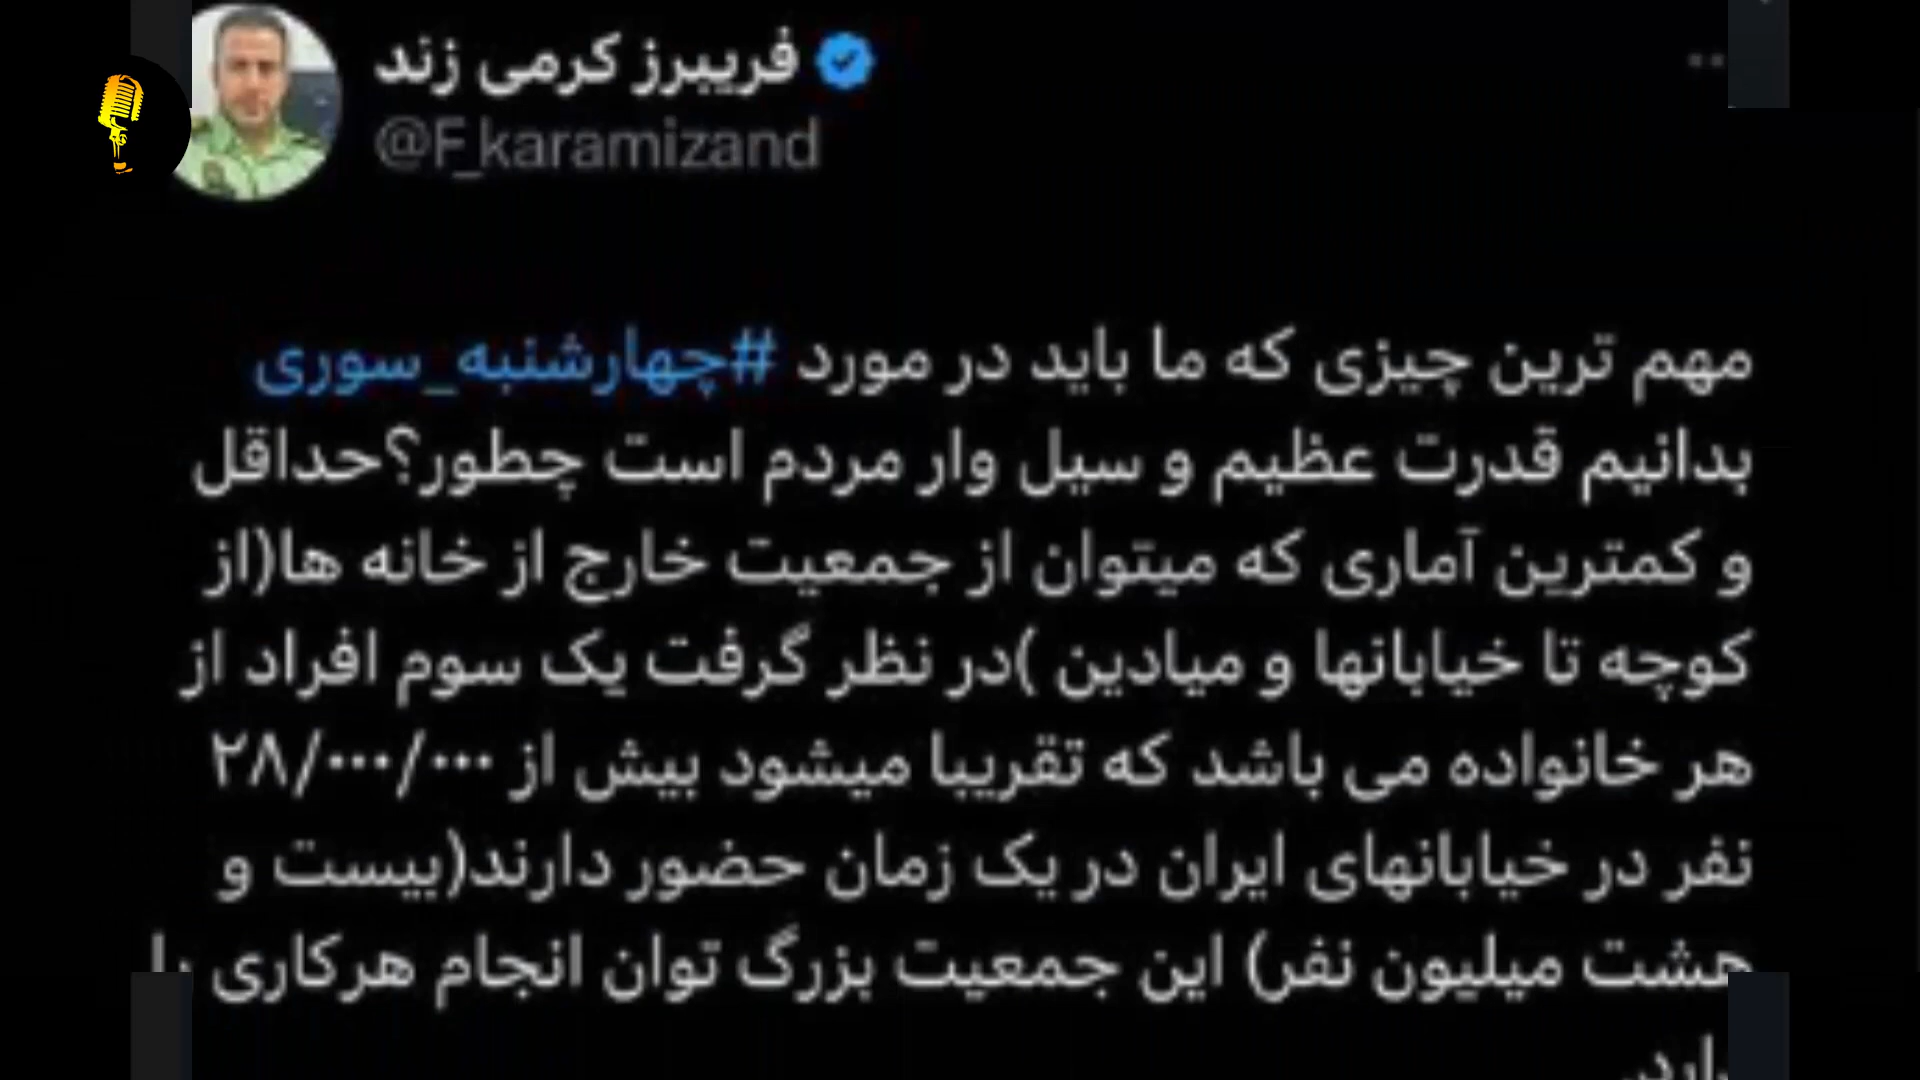 فریبرز کرمی زند
@F_karamizand
مهم ترین چیزی که ما باید در مورد #چهارشنبه_سوری
بدانیم قدرت عظیم و سیل وار مردم است چطور؟حداقل
و کمترین آماری که میتوان از جمعیت خارج از خانه ها(از
کوچه تا خیابانها و میادین )در نظر گرفت یک سوم افراد از
هر خانواده می باشد که تقریبا میشود بیش از ۲۸/۰۰۰/۰۰۰
نفر در خیابانهای ایران در یک زمان حضور دارند(بیست و
هشت میلیون نفر) این جمعیت بزرگ توان انجام هرکاری را